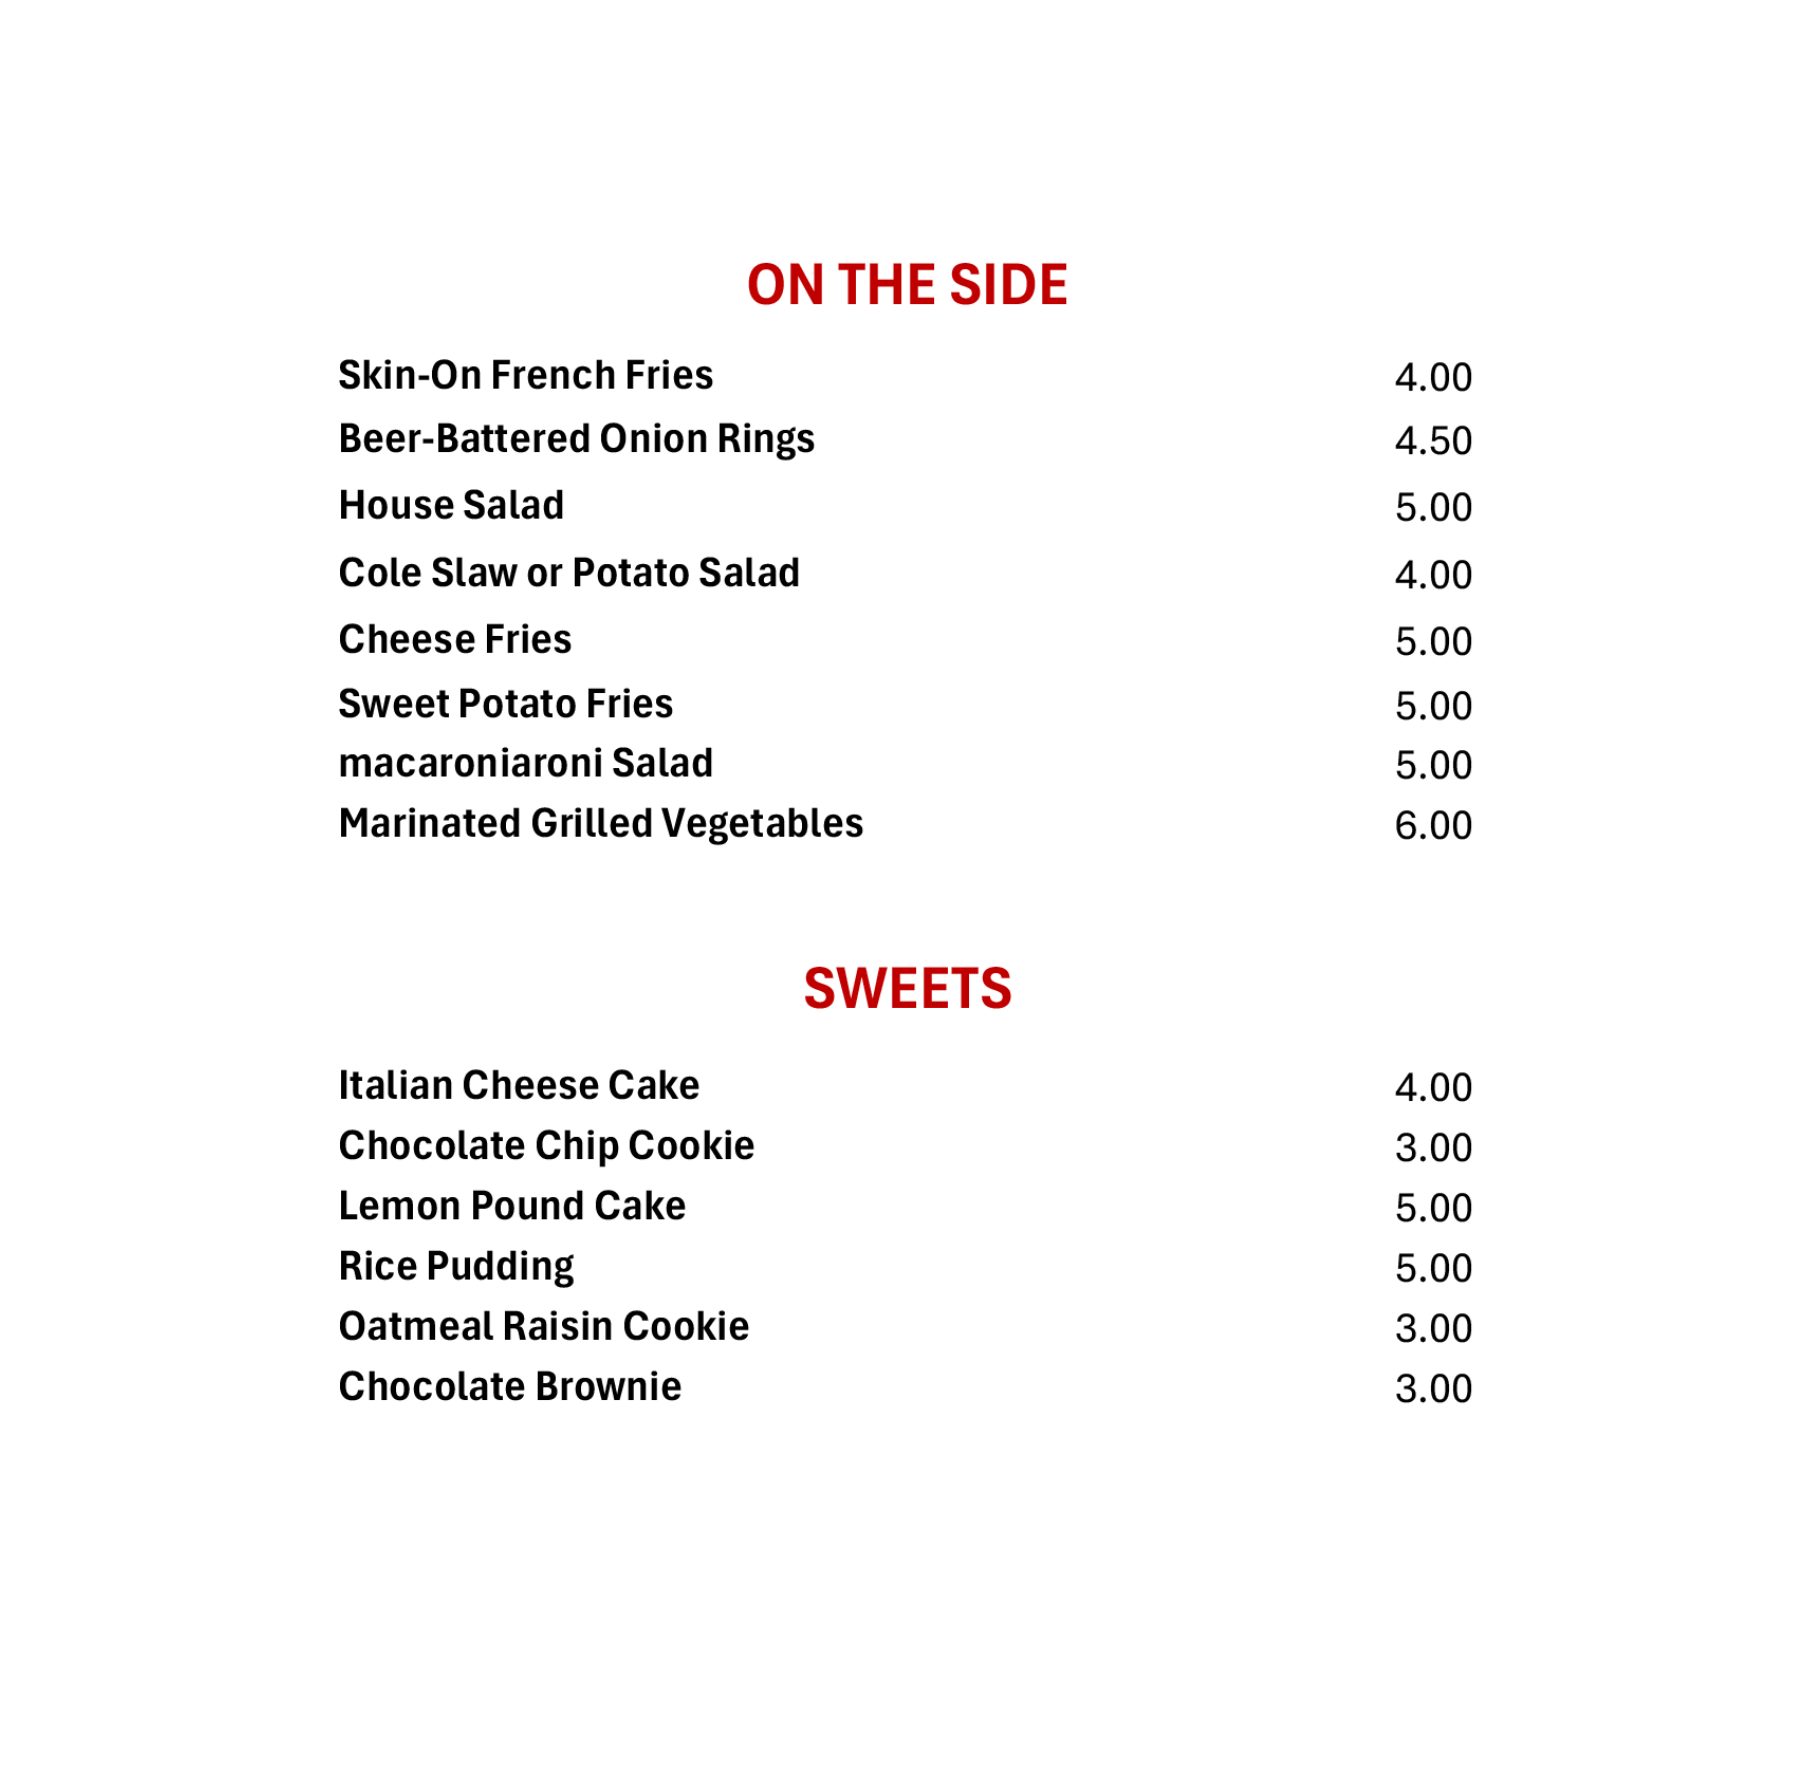 ON THE SIDE
Skin-On French Fries 4.00
Beer-Battered Onion Rings 4.50
House Salad 5.00
Cole Slaw or Potato Salad 4.00
Cheese Fries 5.00
Sweet Potato Fries 5.00
macaroniaroni Salad 5.00
Marinated Grilled Vegetables 6.00
SWEETS
Italian Cheese Cake 4.00
Chocolate Chip Cookie 3.00
Lemon Pound Cake 5.00
Rice Pudding 5.00
Oatmeal Raisin Cookie 3.00
Chocolate Brownie 3.00